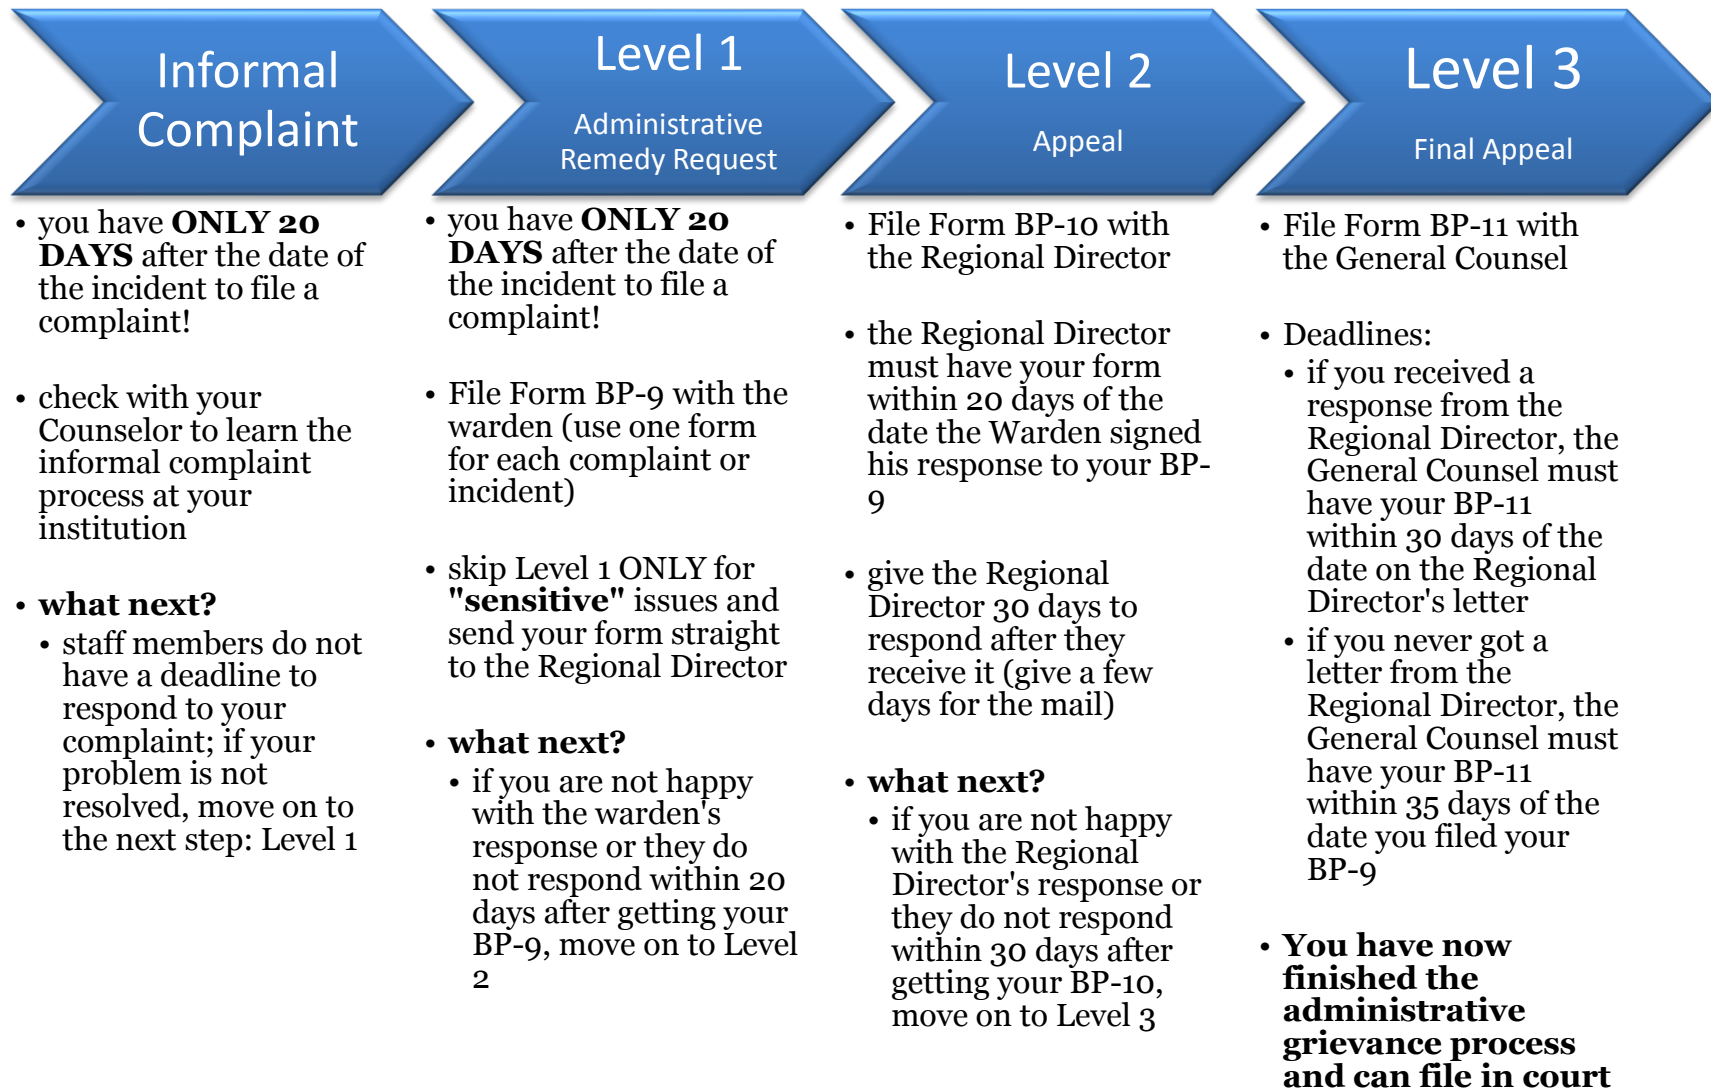 Informal
Complaint
• you have ONLY 20
DAYS after the date of
the incident to file a
complaint!
• check with your
Counselor to learn the
informal complaint
process at your
institution
• what next?
• staff members do not
have a deadline to
respond to your
complaint; if your
problem is not
resolved, move on to
the next step: Level 1
Level 1
Administrative
Remedy Request
• you have ONLY 20
DAYS after the date of
the incident to file a
complaint!
• File Form BP-9 with the
warden (use one form
for each complaint or
incident)
• skip Level 1 ONLY for
"sensitive" issues and
send your form straight
to the Regional Director
• what next?
• if you are not happy
with the warden's
response or they do
not respond within 20
days after getting your
BP-9, move on to Level
2
Level 2
Appeal
• File Form BP-10 with
the Regional Director
• the Regional Director
must have your form
within 20 days of the
date the Warden signed
his response to your BP-
9
• give the Regional
Director 30 days to
respond after they
receive it (give a few
days for the mail)
• what next?
• if you are not happy
with the Regional
Director's response or
they do not respond
within 30 days after
getting your BP-10,
move on to Level 3
Level 3
Final Appeal
• File Form BP-11 with
the General Counsel
• Deadlines:
• if you received a
response from the
Regional Director, the
General Counsel must
have your BP-11
within 30 days of the
date on the Regional
Director's letter
• if you never got a
letter from the
Regional Director, the
General Counsel must
have your BP-11
within 35 days of the
date you filed your
BP-9
• You have now
finished the
administrative
grievance process
and can file in court